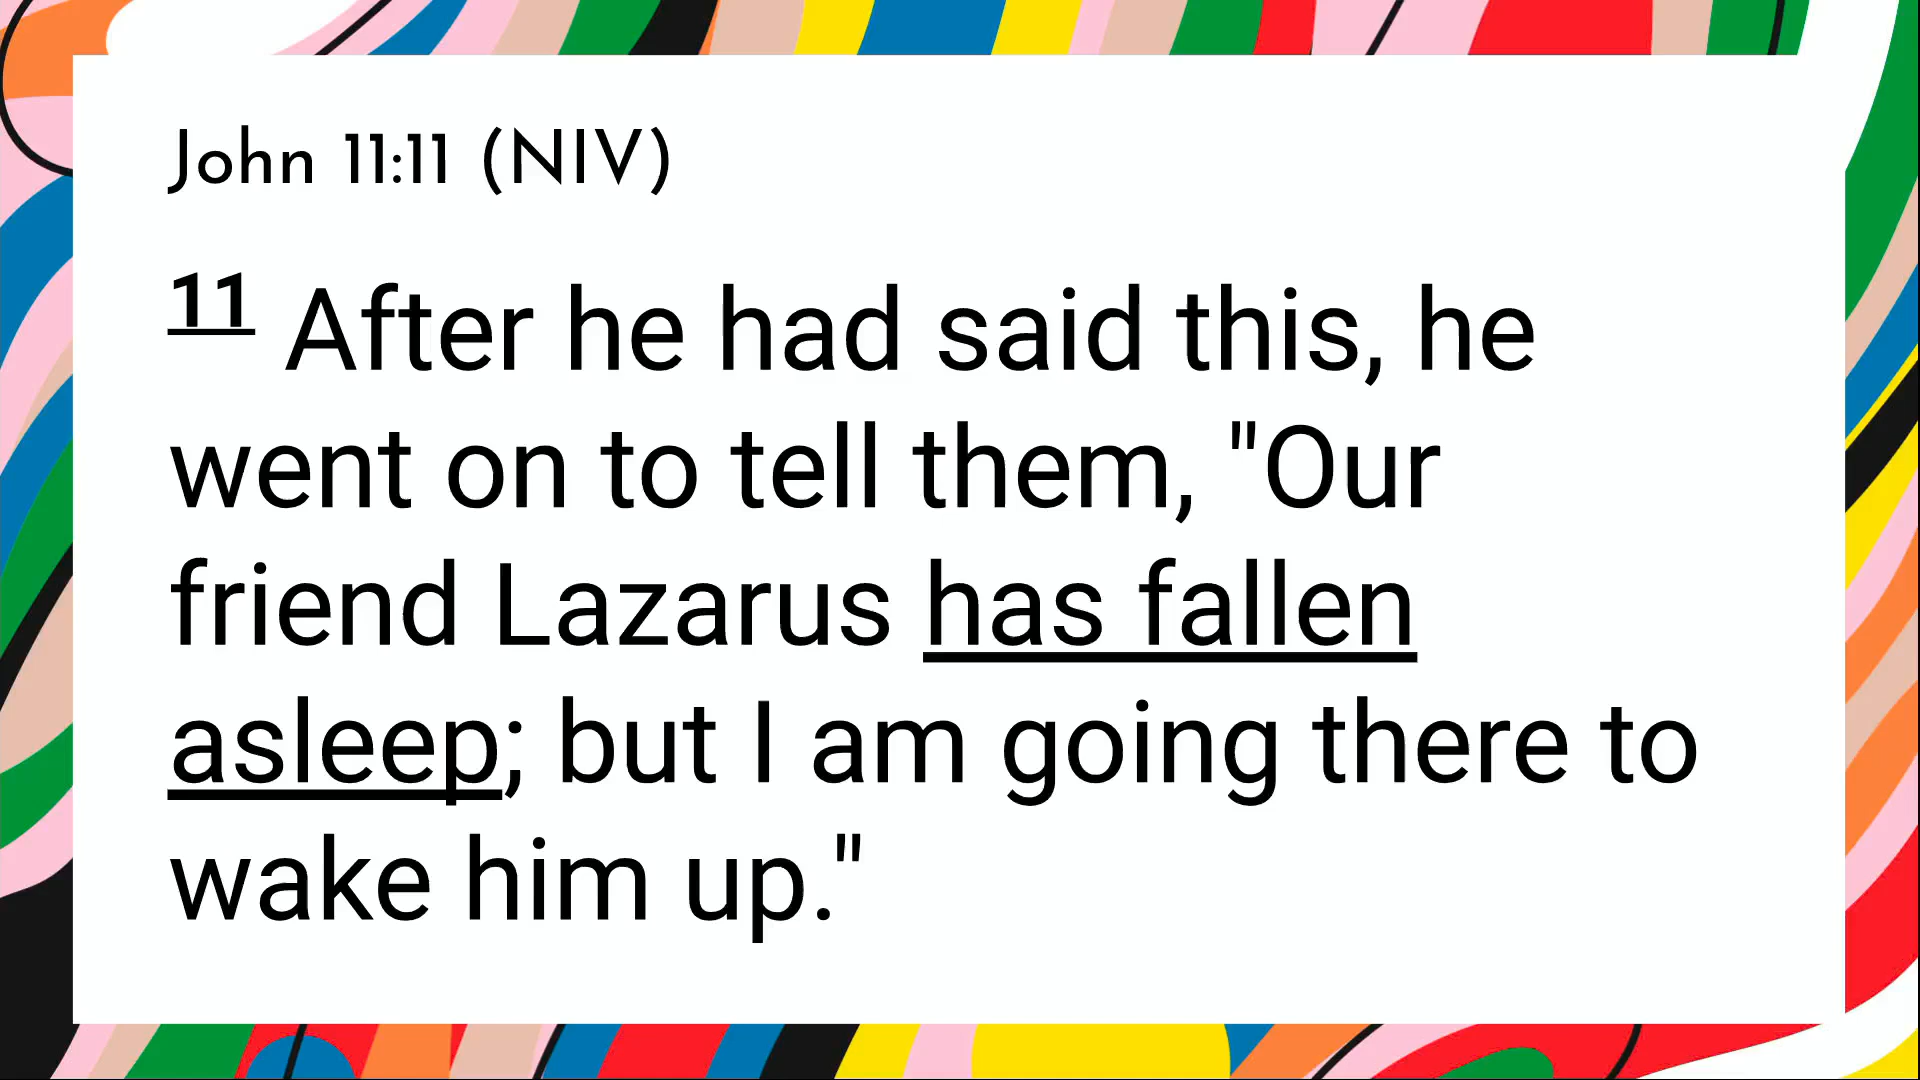 John 11:11 (NIV)
11 After he had said this, he
went on to tell them, "Our
friend Lazarus has fallen
asleep; but I am going there to
wake him up."